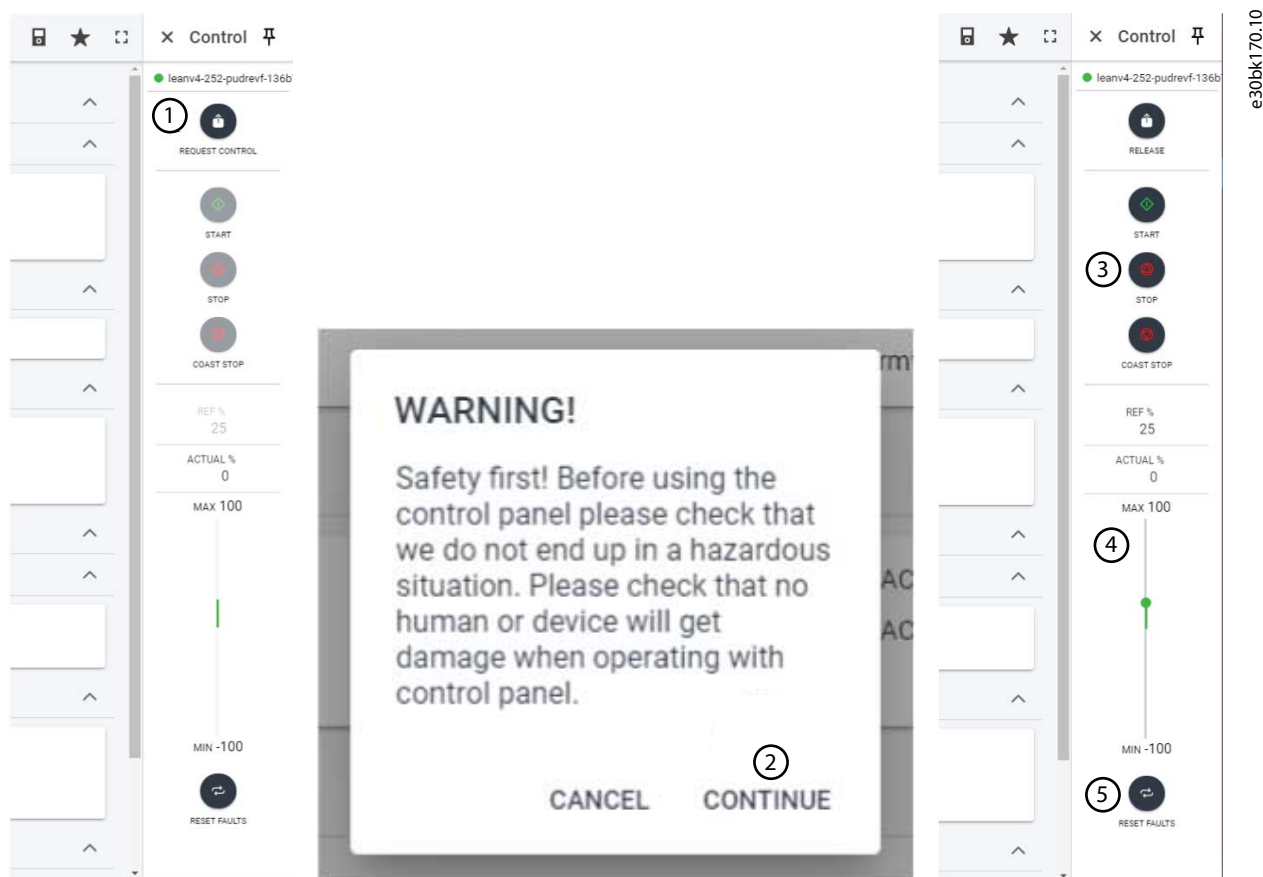 × Control
leanv4-252-pudrevf-136b
1
REQUEST CONTROL
START
STOP
COAST STOP
REF %
25
ACTUAL %
0
MAX 100
MIN -100
RESET FAULTS
WARNING!
Safety first! Before using the
control panel please check that
we do not end up in a hazardous
situation. Please check that no
human or device will get
damage when operating with
control panel.
2
CANCEL CONTINUE
rm
AC
AC
× Control
leanv4-252-pudrevf-136b
RELEASE
START
3
STOP
COAST STOP
REF %
25
ACTUAL %
0
MAX 100
4
MIN -100
5
RESET FAULTS
e30bk170.10